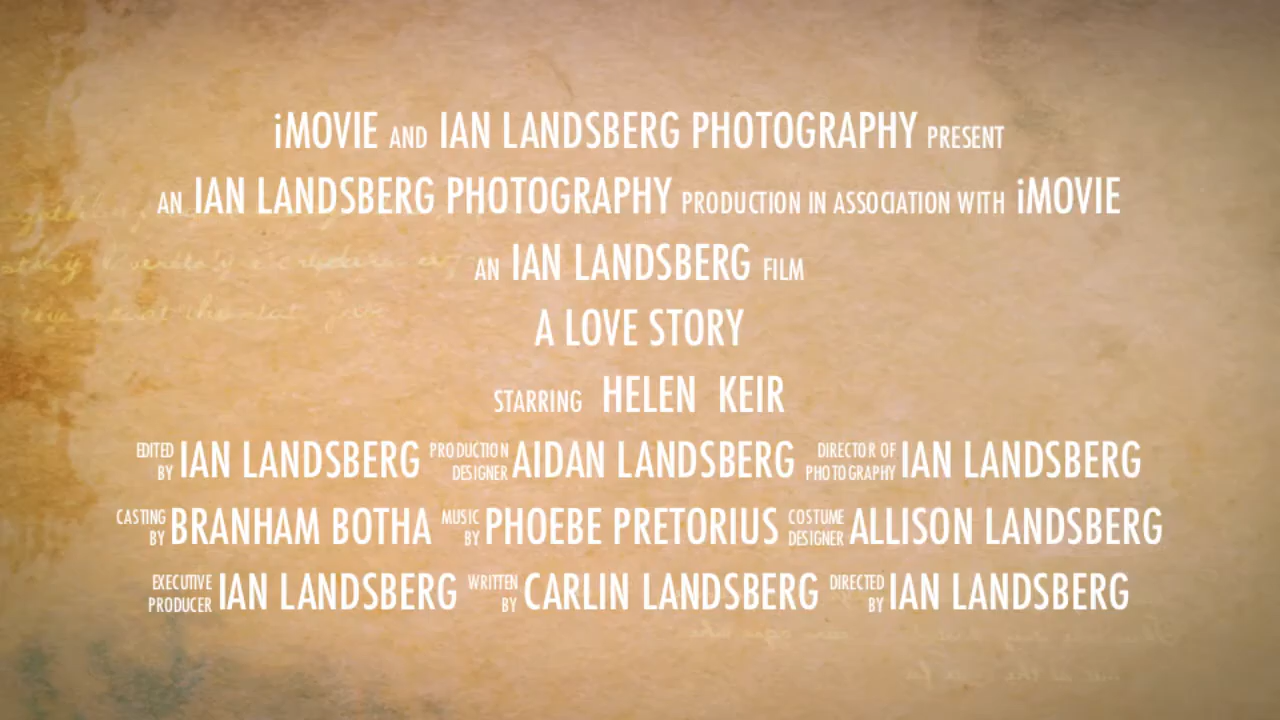 iMOVIE AND IAN LANDSBERG PHOTOGRAPHY PRESENT
AN IAN LANDSBERG PHOTOGRAPHY PRODUCTION IN ASSOCIATION WITH iMOVIE
AN IAN LANDSBERG FILM
A LOVE STORY
STARRING HELEN KEIR
EDITED BY IAN LANDSBERG PRODUCTION DESIGNER AIDAN LANDSBERG DIRECTOR OF PHOTOGRAPHY IAN LANDSBERG
CASTING BY BRANHAM BOTHA MUSIC BY PHOEBE PRETORIUS COSTUME DESIGNER ALLISON LANDSBERG
EXECUTIVE PRODUCER IAN LANDSBERG WRITTEN BY CARLIN LANDSBERG DIRECTED BY IAN LANDSBERG